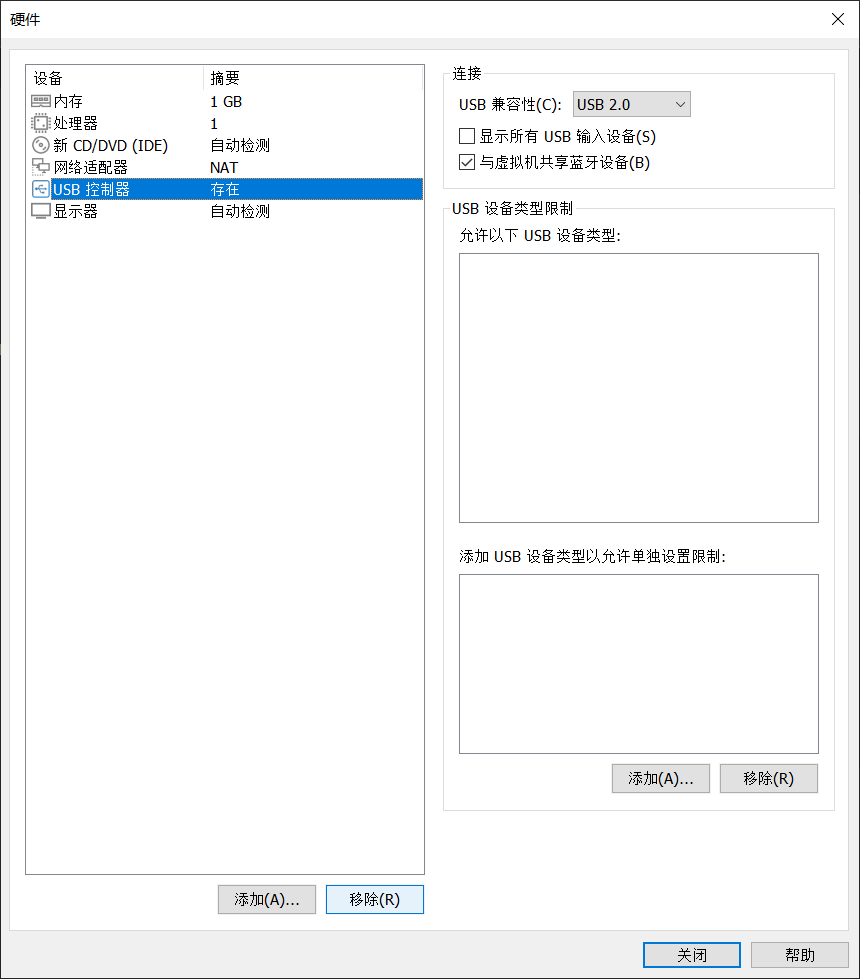 硬件
设备 摘要
内存 1 GB
处理器 1
新 CD/DVD (IDE) 自动检测
网络适配器 NAT
USB 控制器 存在
显示器 自动检测
添加(A)... 移除(R)
连接
USB 兼容性(C): USB 2.0
显示所有 USB 输入设备(S)
与虚拟机共享蓝牙设备(B)
USB 设备类型限制
允许以下 USB 设备类型:
添加 USB 设备类型以允许单独设置限制:
添加(A)... 移除(R)
关闭 帮助